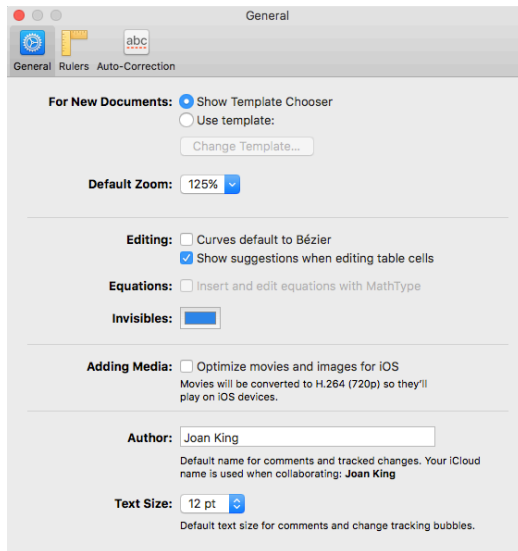 General
abc
General Rulers Auto-Correction
For New Documents: Show Template Chooser
Use template:
Change Template...
Default Zoom: 125%
Editing: Curves default to Bézier
Show suggestions when editing table cells
Equations: Insert and edit equations with MathType
Invisibles:
Adding Media: Optimize movies and images for iOS
Movies will be converted to H.264 (720p) so they'll
play on iOS devices.
Author: Joan King
Default name for comments and tracked changes. Your iCloud
name is used when collaborating: Joan King
Text Size: 12 pt
Default text size for comments and change tracking bubbles.